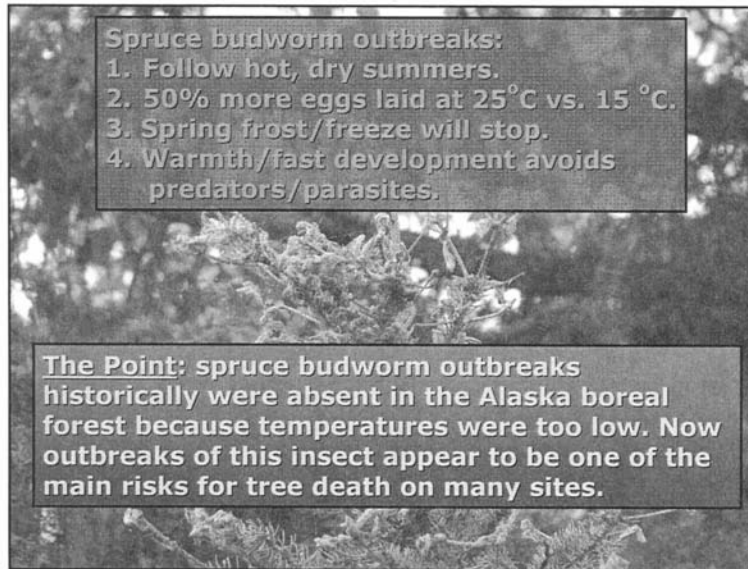 Spruce budworm outbreaks:
1. Follow hot, dry summers.
2. 50% more eggs laid at 25°C vs. 15 °C.
3. Spring frost/freeze will stop.
4. Warmth/fast development avoids
predators/parasites.
The Point: spruce budworm outbreaks
historically were absent in the Alaska boreal
forest because temperatures were too low. Now
outbreaks of this insect appear to be one of the
main risks for tree death on many sites.